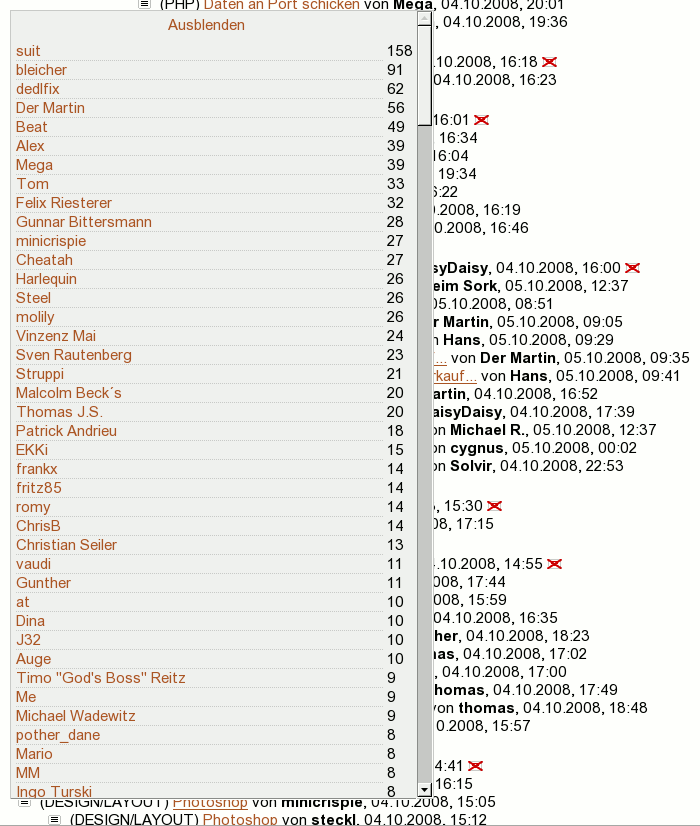 (PHP) Daten an Port schicken von Mega, 04.10.2008, 20:01
Ausblenden
, 04.10.2008, 19:36
suit 158
bleicher 91
.10.2008, 16:18
dedlfix 62
04.10.2008, 16:23
Der Martin 56
Beat 49
16:01
Alex 39
16:34
Mega 39
16:04
Tom 33
19:34
6:22
Felix Riesterer 32
.10.2008, 16:19
Gunnar Bittersmann 28
0.2008, 16:46
minicrispie 27
Cheatah 27
syDaisy, 04.10.2008, 16:00
Harlequin 26
eim Sork, 05.10.2008, 12:37
Steel 26
05.10.2008, 08:51
molily 26
r Martin, 05.10.2008, 09:05
Vinzenz Mai 24
n Hans, 05.10.2008, 09:29
Sven Rautenberg 23
... von Der Martin, 05.10.2008, 09:35
Struppi 21
rkauf... von Hans, 05.10.2008, 09:41
Malcolm Beck´s 20
artin, 04.10.2008, 16:52
Thomas J.S. 20
aisyDaisy, 04.10.2008, 17:39
Patrick Andrieu 18
on Michael R., 05.10.2008, 12:37
EKKi 15
on cygnus, 05.10.2008, 00:02
frankx 14
on Solvir, 04.10.2008, 22:53
fritz85 14
romy 14
, 15:30
ChrisB 14
08, 17:15
Christian Seiler 13
vaudi 11
.10.2008, 14:55
Gunther 11
008, 17:44
at 10
008, 15:59
Dina 10
04.10.2008, 16:35
J32 10
her, 04.10.2008, 18:23
Auge 10
nas, 04.10.2008, 17:02
Timo "God's Boss" Reitz 9
, 04.10.2008, 17:00
Me 9
homas, 04.10.2008, 17:49
Michael Wadewitz 9
von thomas, 04.10.2008, 18:48
pother_dane 8
0.2008, 15:57
Mario 8
MM 8
4:41
Ingo Turski 8
16:15
(DESIGN/LAYOUT) Photoshop von minicrispie, 04.10.2008, 15:05
(DESIGN/LAYOUT) Photoshop von steckl, 04.10.2008, 15:12